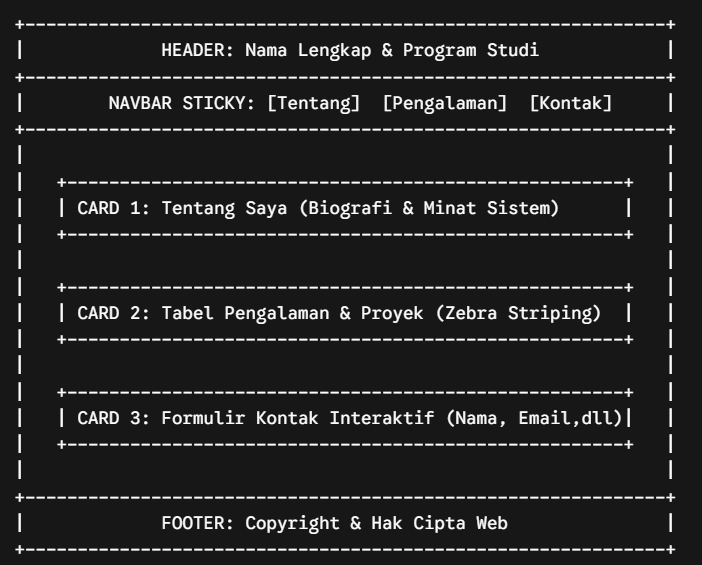 HEADER: Nama Lengkap & Program Studi
NAVBAR STICKY: [Tentang] [Pengalaman] [Kontak]
CARD 1: Tentang Saya (Biografi & Minat Sistem)
CARD 2: Tabel Pengalaman & Proyek (Zebra Striping)
CARD 3: Formulir Kontak Interaktif (Nama, Email,dll)
FOOTER: Copyright & Hak Cipta Web